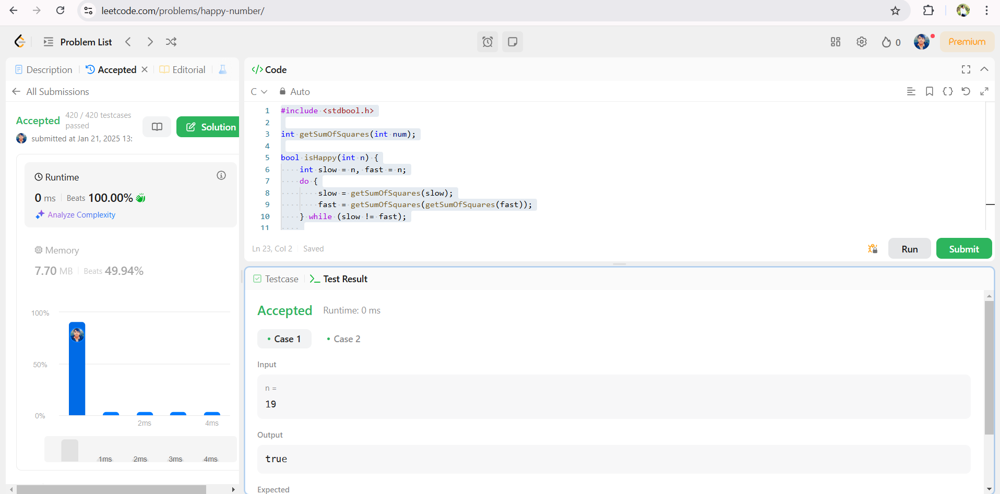 leetcode.com/problems/happy-number/
Problem List
0
Premium
Description
Accepted
Editorial
All Submissions
Accepted
420 / 420 testcases
passed
submitted at Jan 21, 2025 13:
Solution
Runtime
0 ms
Beats 100.00%
Analyze Complexity
Memory
7.70 MB
Beats 49.94%
100%
50%
0%
2ms
4ms
1ms
2ms
3ms
4ms
</> Code
C
Auto
1 #include <stdbool.h>
2
3 int getSumOfSquares(int num);
4
5 bool isHappy(int n) {
6     int slow = n, fast = n;
7     do {
8         slow = getSumOfSquares(slow);
9         fast = getSumOfSquares(getSumOfSquares(fast));
10     } while (slow != fast);
11
Ln 23, Col 2
Saved
Run
Submit
Testcase
>_ Test Result
Accepted
Runtime: 0 ms
• Case 1
• Case 2
Input
n =
19
Output
true
Expected